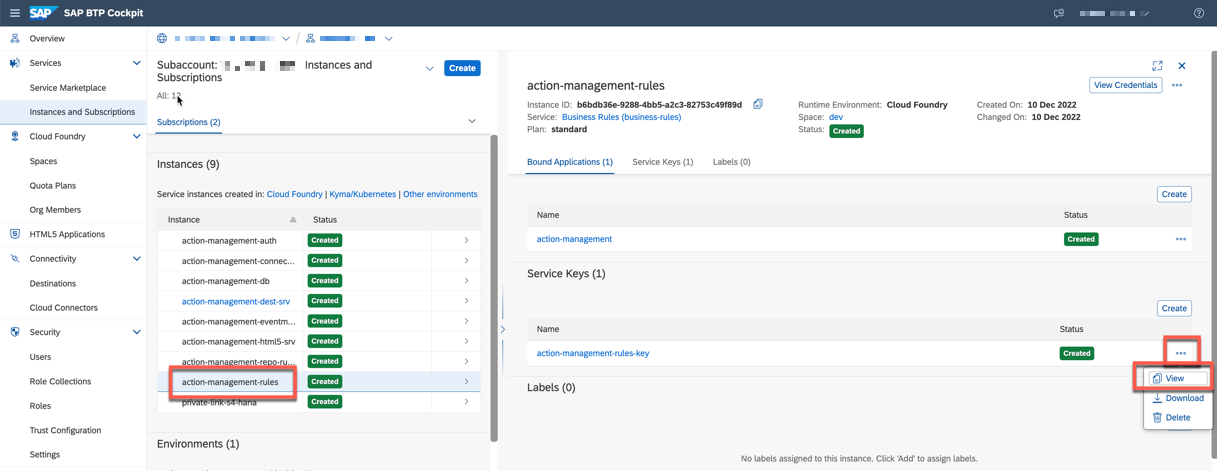 SAP SAP BTP Cockpit
Overview
Services
Service Marketplace
Instances and Subscriptions
Cloud Foundry
Spaces
Quota Plans
Org Members
HTML5 Applications
Connectivity
Destinations
Cloud Connectors
Security
Users
Role Collections
Roles
Trust Configuration
Settings
/
Subaccount: Instances and
Subscriptions
Create
All: 12
Subscriptions (2)
Instances (9)
Service instances created in: Cloud Foundry | Kyma/Kubernetes | Other environments
Instance Status
action-management-auth Created
action-management-connec... Created
action-management-db Created
action-management-dest-srv Created
action-management-eventm... Created
action-management-html5-srv Created
action-management-repo-ru... Created
action-management-rules Created
private-link-s4-hana Created
Environments (1)
action-management-rules
View Credentials
Instance ID: b6bdb36e-9288-4bb5-a2c3-82753c49f89d
Service: Business Rules (business-rules)
Plan: standard
Runtime Environment: Cloud Foundry
Space: dev
Status: Created
Created On: 10 Dec 2022
Changed On: 10 Dec 2022
Bound Applications (1) Service Keys (1) Labels (0)
Create
Name Status
action-management Created
Service Keys (1)
Create
Name Status
action-management-rules-key Created
View
Download
Delete
Labels (0)
No labels assigned to this instance. Click 'Add' to assign labels.